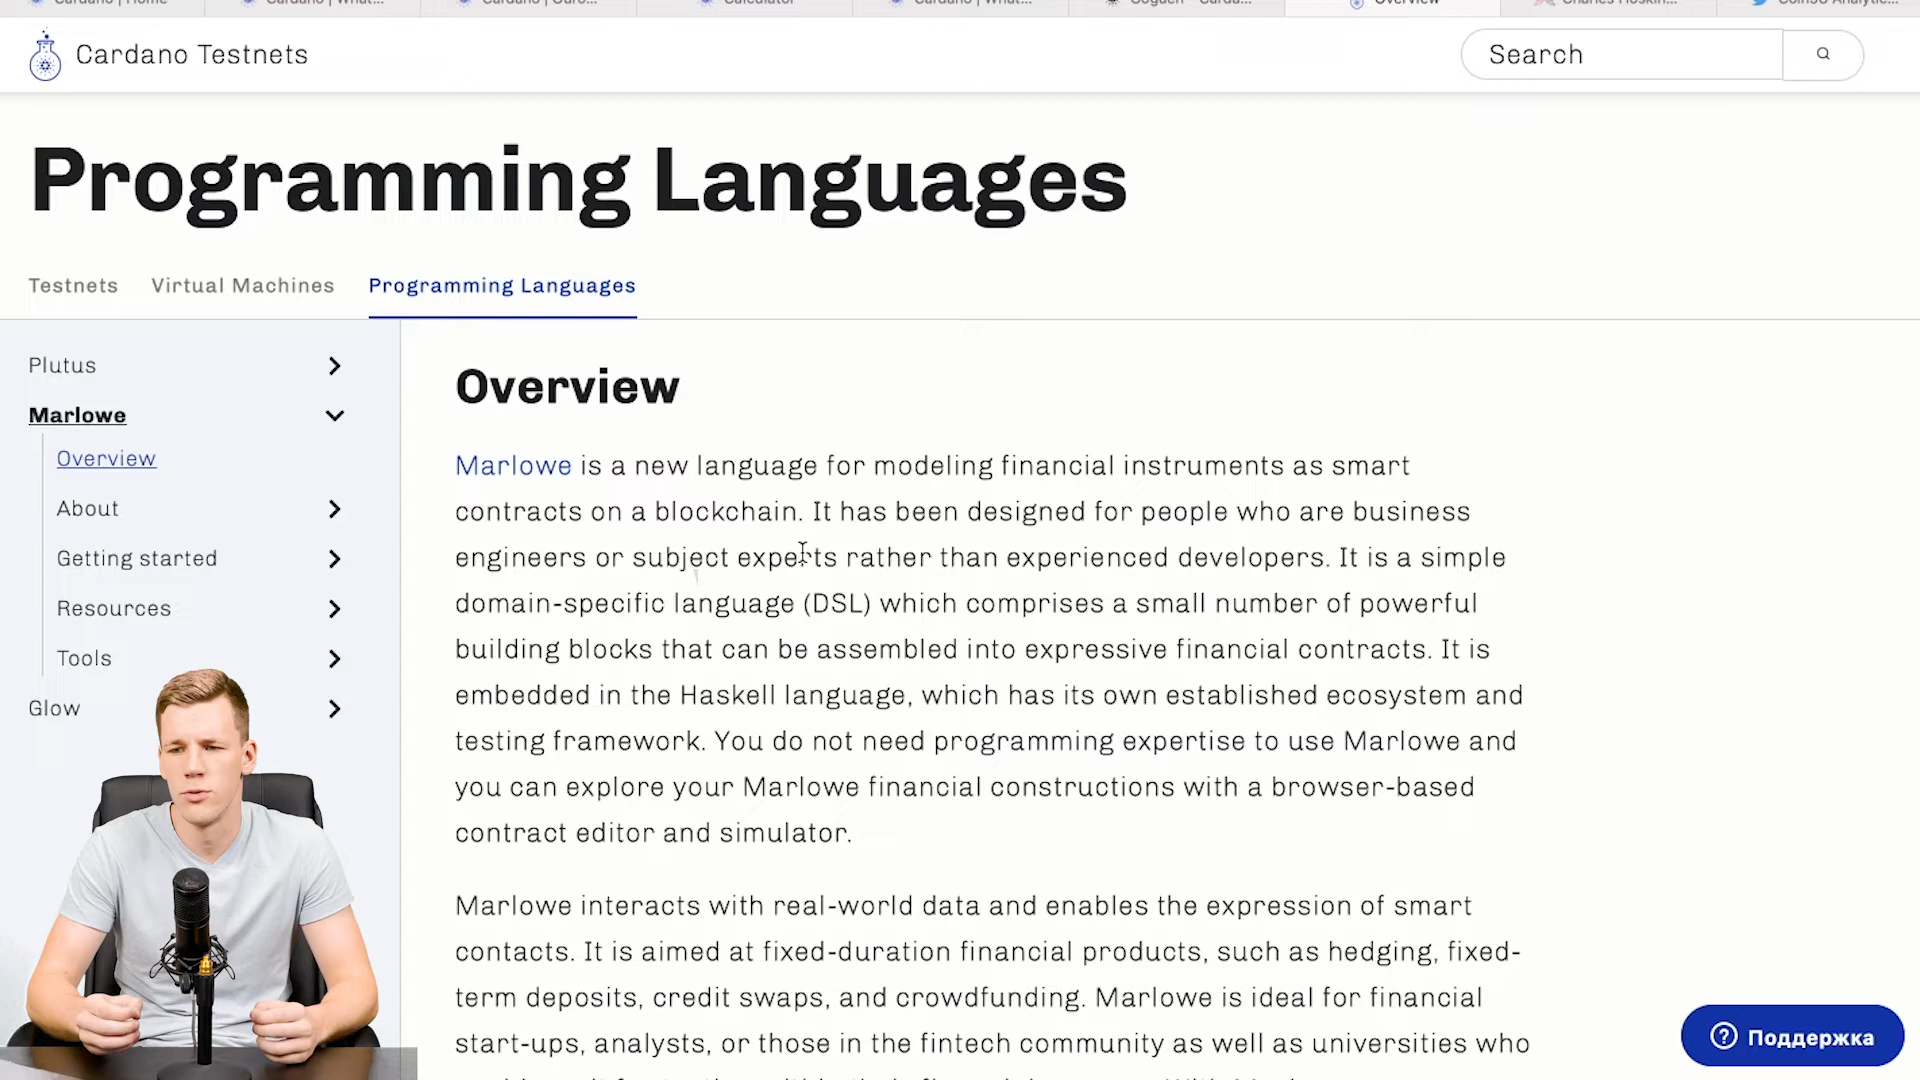 Cardano Testnets
Search
Programming Languages
Testnets Virtual Machines Programming Languages
Plutus
Marlowe
Overview
About
Getting started
Resources
Tools
Glow
Overview
Marlowe is a new language for modeling financial instruments as smart
contracts on a blockchain. It has been designed for people who are business
engineers or subject experts rather than experienced developers. It is a simple
domain-specific language (DSL) which comprises a small number of powerful
building blocks that can be assembled into expressive financial contracts. It is
embedded in the Haskell language, which has its own established ecosystem and
testing framework. You do not need programming expertise to use Marlowe and
you can explore your Marlowe financial constructions with a browser-based
contract editor and simulator.
Marlowe interacts with real-world data and enables the expression of smart
contacts. It is aimed at fixed-duration financial products, such as hedging, fixed-
term deposits, credit swaps, and crowdfunding. Marlowe is ideal for financial
start-ups, analysts, or those in the fintech community as well as universities who
Поддержка